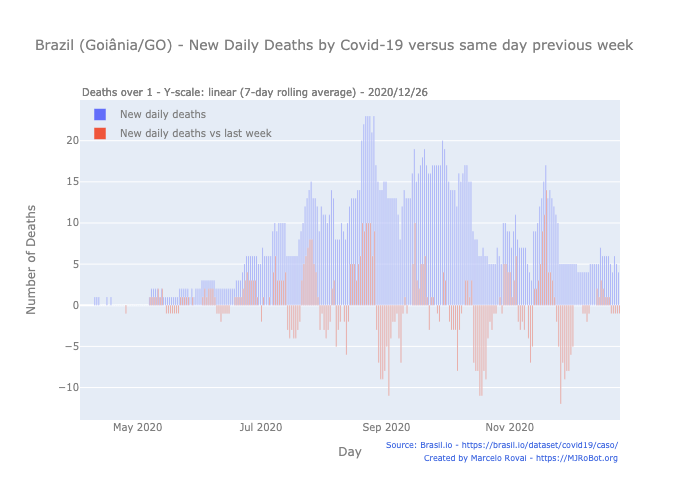 Brazil (Goiânia/GO) - New Daily Deaths by Covid-19 versus same day previous week
Deaths over 1 - Y-scale: linear (7-day rolling average) - 2020/12/26
New daily deaths
New daily deaths vs last week
20
15
10
5
0
−5
−10
Number of Deaths
May 2020
Jul 2020
Sep 2020
Nov 2020
Day
Source: Brasil.io - https://brasil.io/dataset/covid19/caso/
Created by Marcelo Rovai - https://MJRoBot.org